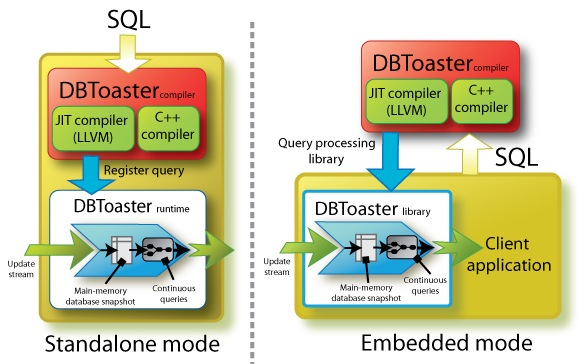 SQL
DBToaster compiler
JIT compiler
(LLVM)
C++
compiler
Register query
DBToaster runtime
Update
stream
Main-memory
database snapshot
Continuous
queries
Standalone mode
DBToaster compiler
JIT compiler
(LLVM)
C++
compiler
Query processing
library
SQL
DBToaster library
Update
stream
Main-memory
database snapshot
Continuous
queries
Client
application
Embedded mode